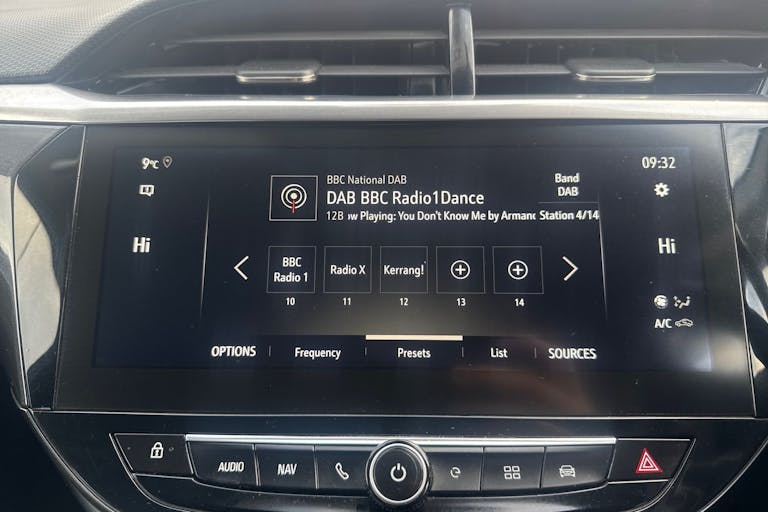 9°C
09:32
BBC National DAB
DAB BBC Radio1Dance
12B ow Playing: You Don't Know Me by Arman
Band
DAB
Station 4/14
Hi
Hi
BBC
Radio 1
Radio X
Kerrang!
10
11
12
13
14
A/C
OPTIONS
Frequency
Presets
List
SOURCES
AUDIO
NAV